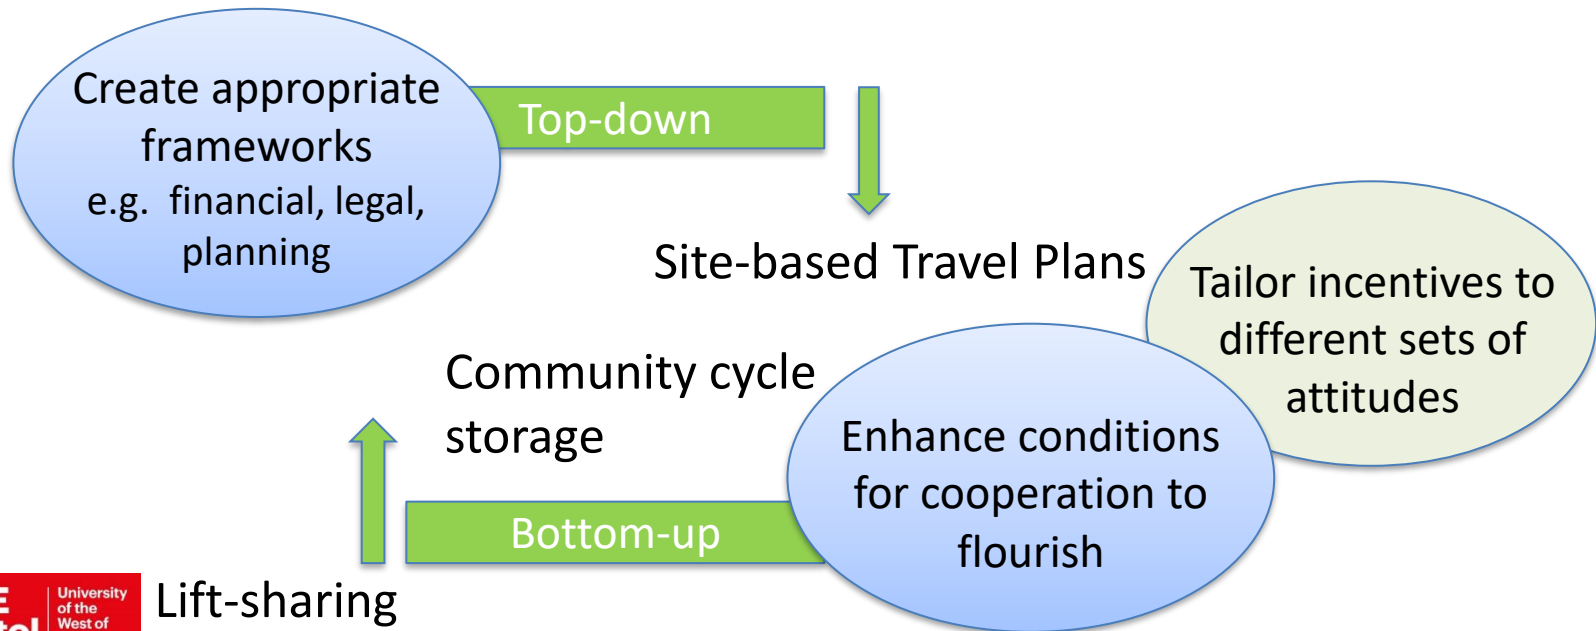 Create appropriate
frameworks
e.g. financial, legal,
planning
Top-down
Site-based Travel Plans
Tailor incentives to
different sets of
attitudes
Community cycle
storage
Enhance conditions
for cooperation to
flourish
Bottom-up
Lift-sharing
University
of the
West of